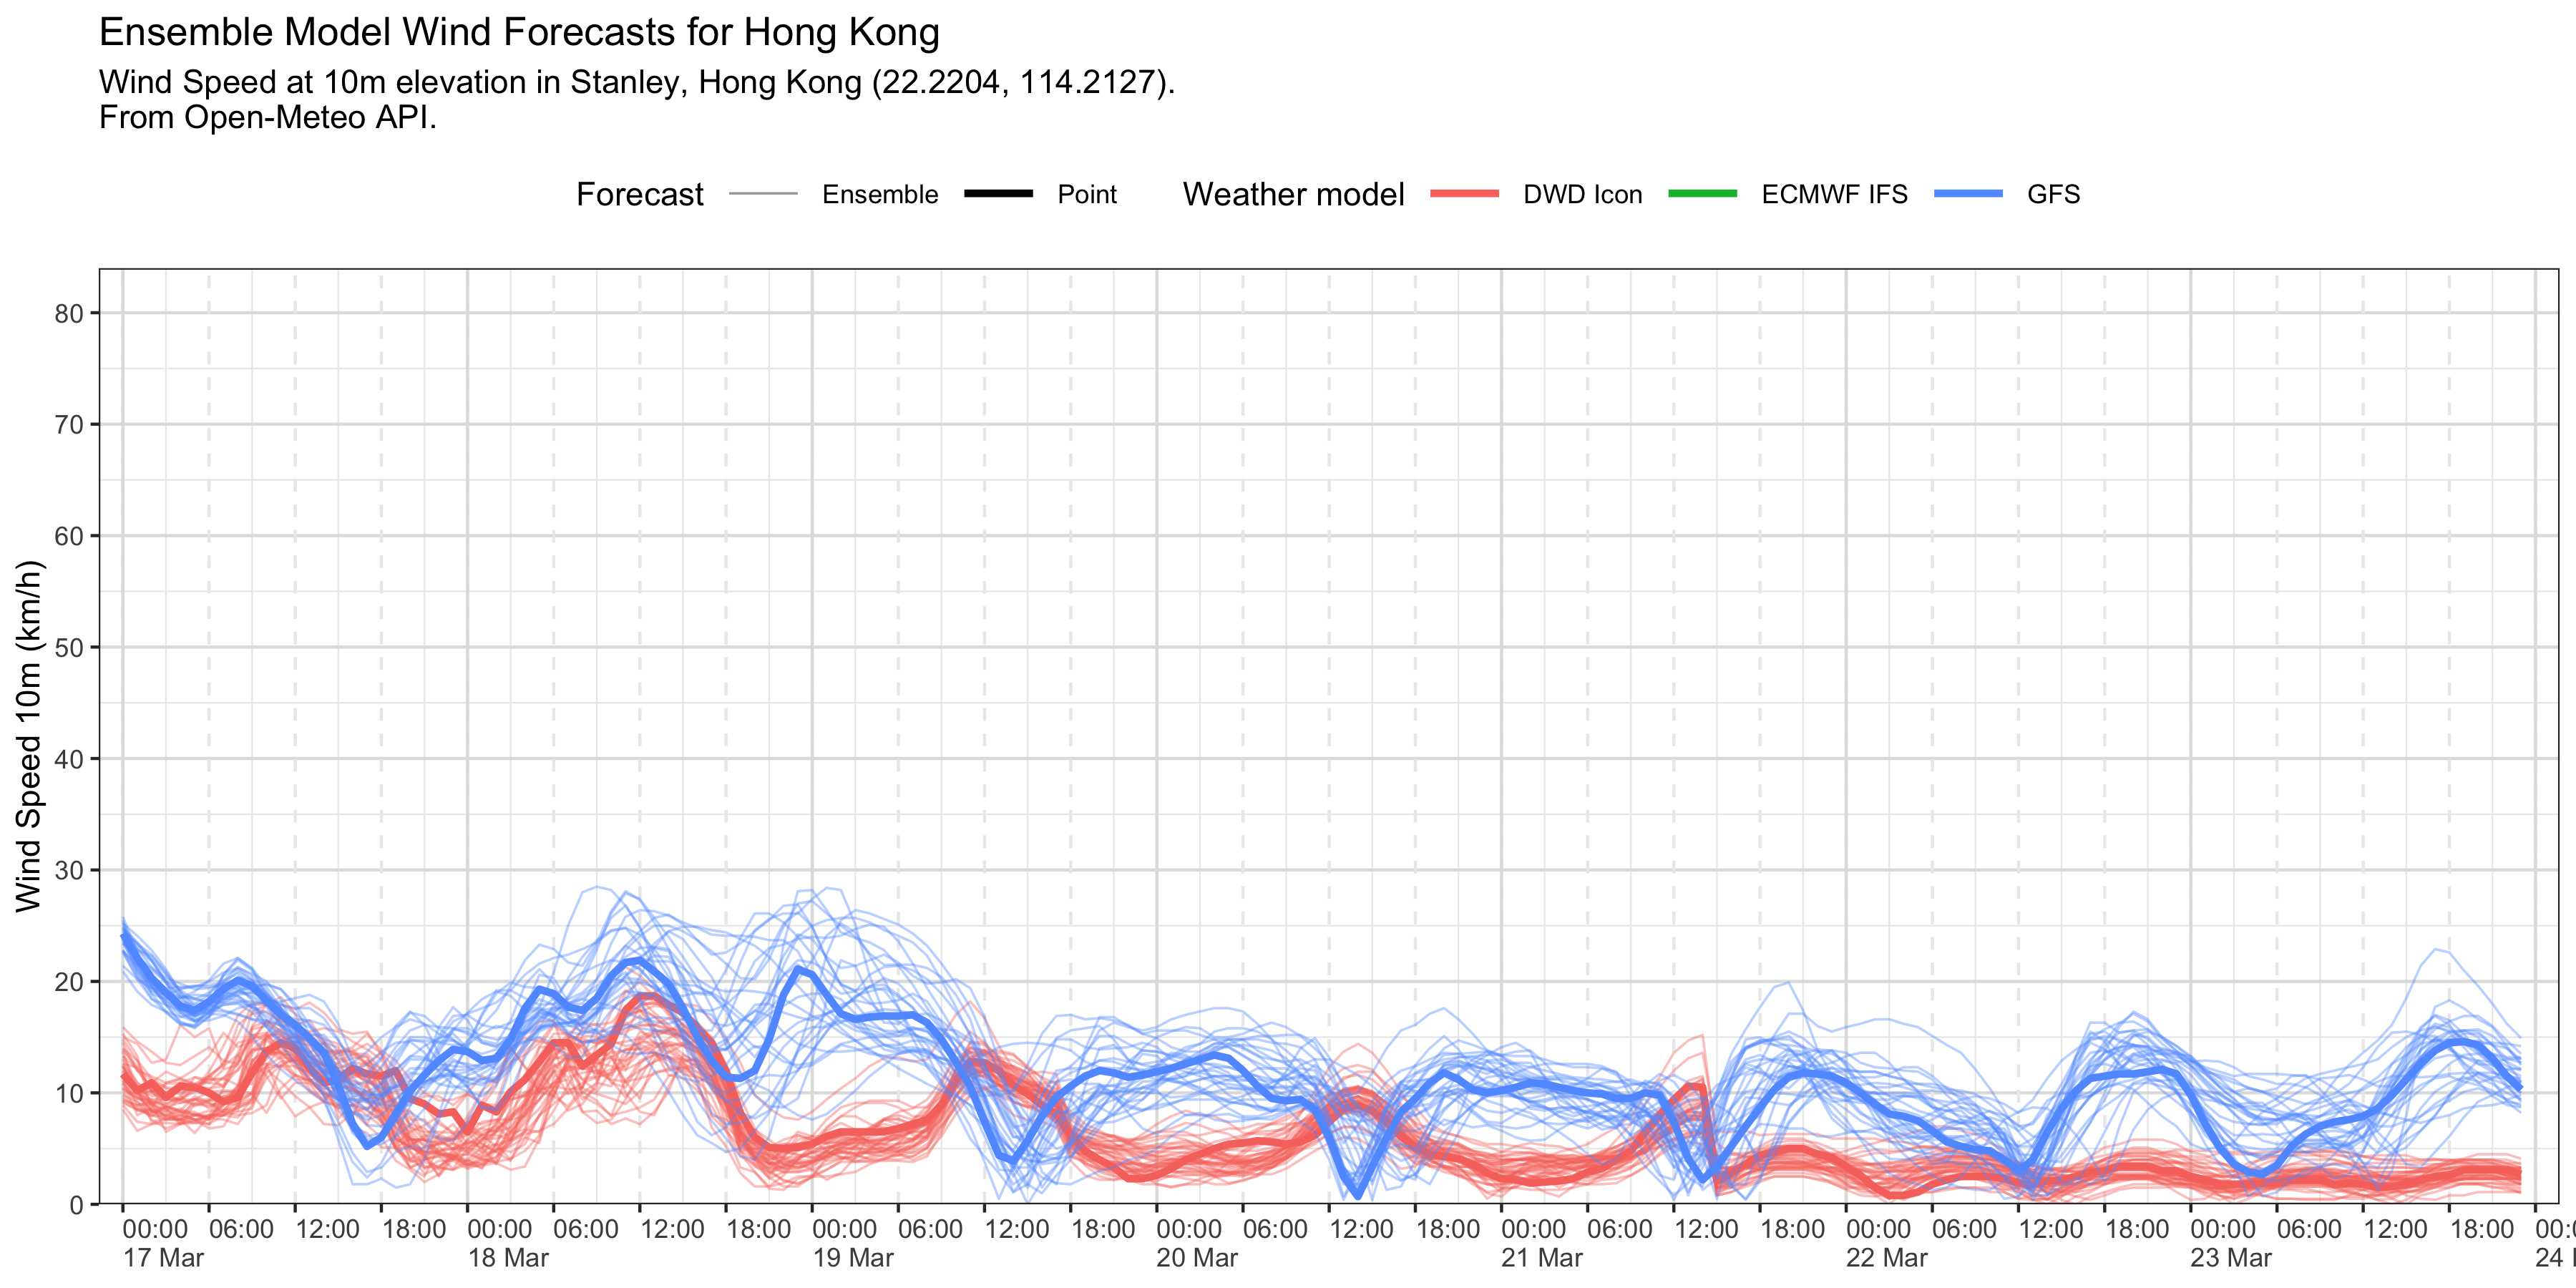 Ensemble Model Wind Forecasts for Hong Kong
Wind Speed at 10m elevation in Stanley, Hong Kong (22.2204, 114.2127).
From Open-Meteo API.
Forecast Ensemble Point Weather model DWD Icon ECMWF IFS GFS
Wind Speed 10m (km/h)
80
70
60
50
40
30
20
10
0
00:00 06:00 12:00 18:00 00:00 06:00 12:00 18:00 00:00 06:00 12:00 18:00 00:00 06:00 12:00 18:00 00:00 06:00 12:00 18:00 00:00 06:00 12:00 18:00 00:00 06:00 12:00 18:00
17 Mar 18 Mar 19 Mar 20 Mar 21 Mar 22 Mar 23 Mar 24